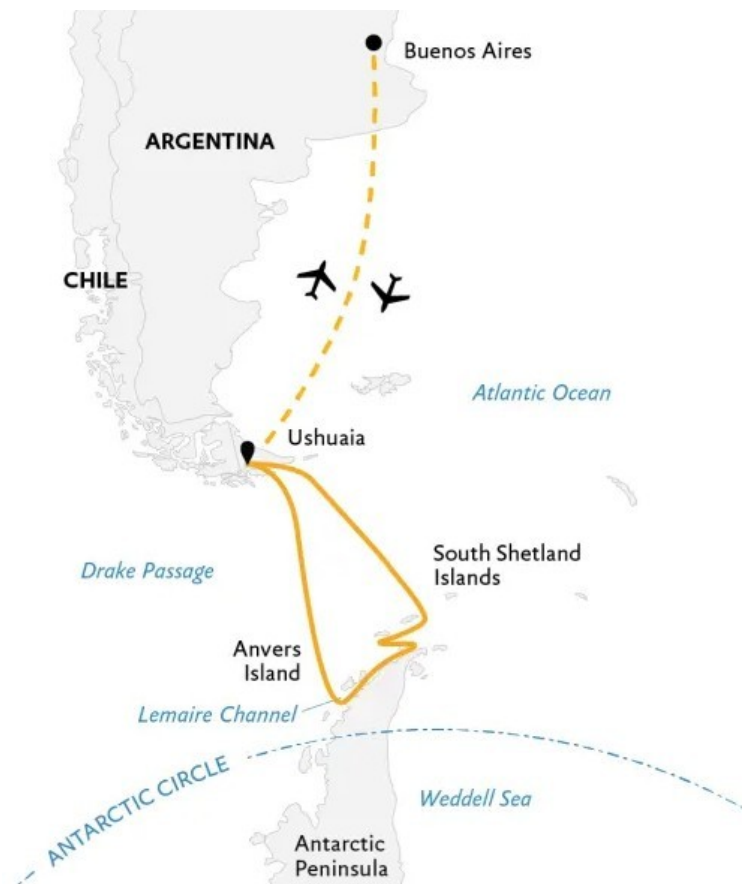 Buenos Aires
ARGENTINA
CHILE
Atlantic Ocean
Ushuaia
South Shetland
Islands
Drake Passage
Anvers
Island
Lemaire Channel
ANTARCTIC CIRCLE
Weddell Sea
Antarctic
Peninsula